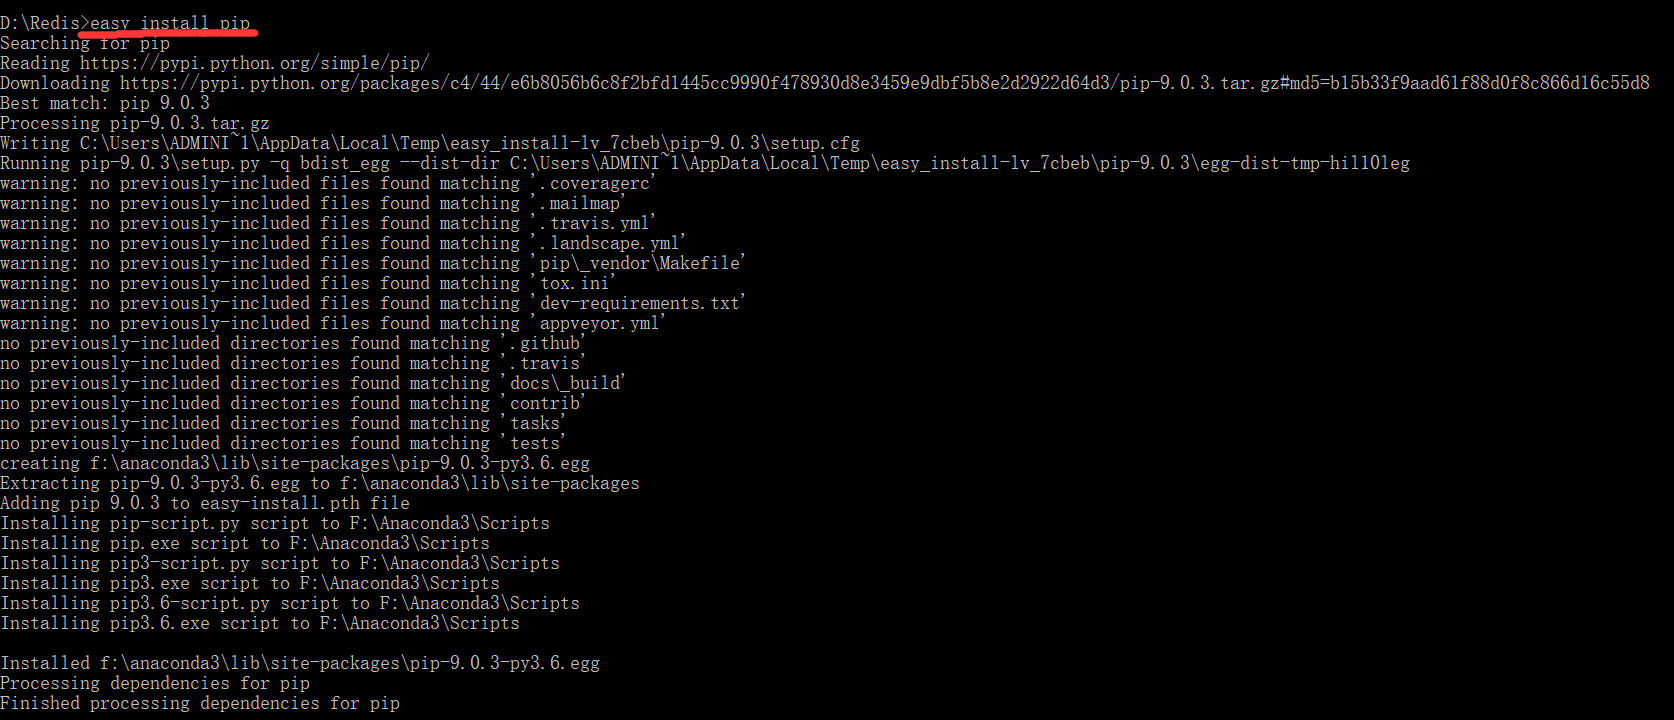 D:\Redis>easy_install pip
Searching for pip
Reading https://pypi.python.org/simple/pip/
Downloading https://pypi.python.org/packages/c4/44/e6b8056b6c8f2bfd1445cc9990f478930d8e3459e9dbf5b8e2d2922d64d3/pip-9.0.3.tar.gz#md5=b15b33f9aad61f88d0f8c866d16c55d8
Best match: pip 9.0.3
Processing pip-9.0.3.tar.gz
Writing C:\Users\ADMINI~1\AppData\Local\Temp\easy_install-lv_7cbeb\pip-9.0.3\setup.cfg
Running pip-9.0.3\setup.py -q bdist_egg --dist-dir C:\Users\ADMINI~1\AppData\Local\Temp\easy_install-lv_7cbeb\pip-9.0.3\egg-dist-tmp-hil10leg
warning: no previously-included files found matching '.coveragerc'
warning: no previously-included files found matching '.mailmap'
warning: no previously-included files found matching '.travis.yml'
warning: no previously-included files found matching '.landscape.yml'
warning: no previously-included files found matching 'pip\_vendor\Makefile'
warning: no previously-included files found matching 'tox.ini'
warning: no previously-included files found matching 'dev-requirements.txt'
warning: no previously-included files found matching 'appveyor.yml'
no previously-included directories found matching '.github'
no previously-included directories found matching '.travis'
no previously-included directories found matching 'docs\_build'
no previously-included directories found matching 'contrib'
no previously-included directories found matching 'tasks'
no previously-included directories found matching 'tests'
creating f:\anaconda3\lib\site-packages\pip-9.0.3-py3.6.egg
Extracting pip-9.0.3-py3.6.egg to f:\anaconda3\lib\site-packages
Adding pip 9.0.3 to easy-install.pth file
Installing pip-script.py script to F:\Anaconda3\Scripts
Installing pip.exe script to F:\Anaconda3\Scripts
Installing pip3-script.py script to F:\Anaconda3\Scripts
Installing pip3.exe script to F:\Anaconda3\Scripts
Installing pip3.6-script.py script to F:\Anaconda3\Scripts
Installing pip3.6.exe script to F:\Anaconda3\Scripts
Installed f:\anaconda3\lib\site-packages\pip-9.0.3-py3.6.egg
Processing dependencies for pip
Finished processing dependencies for pip